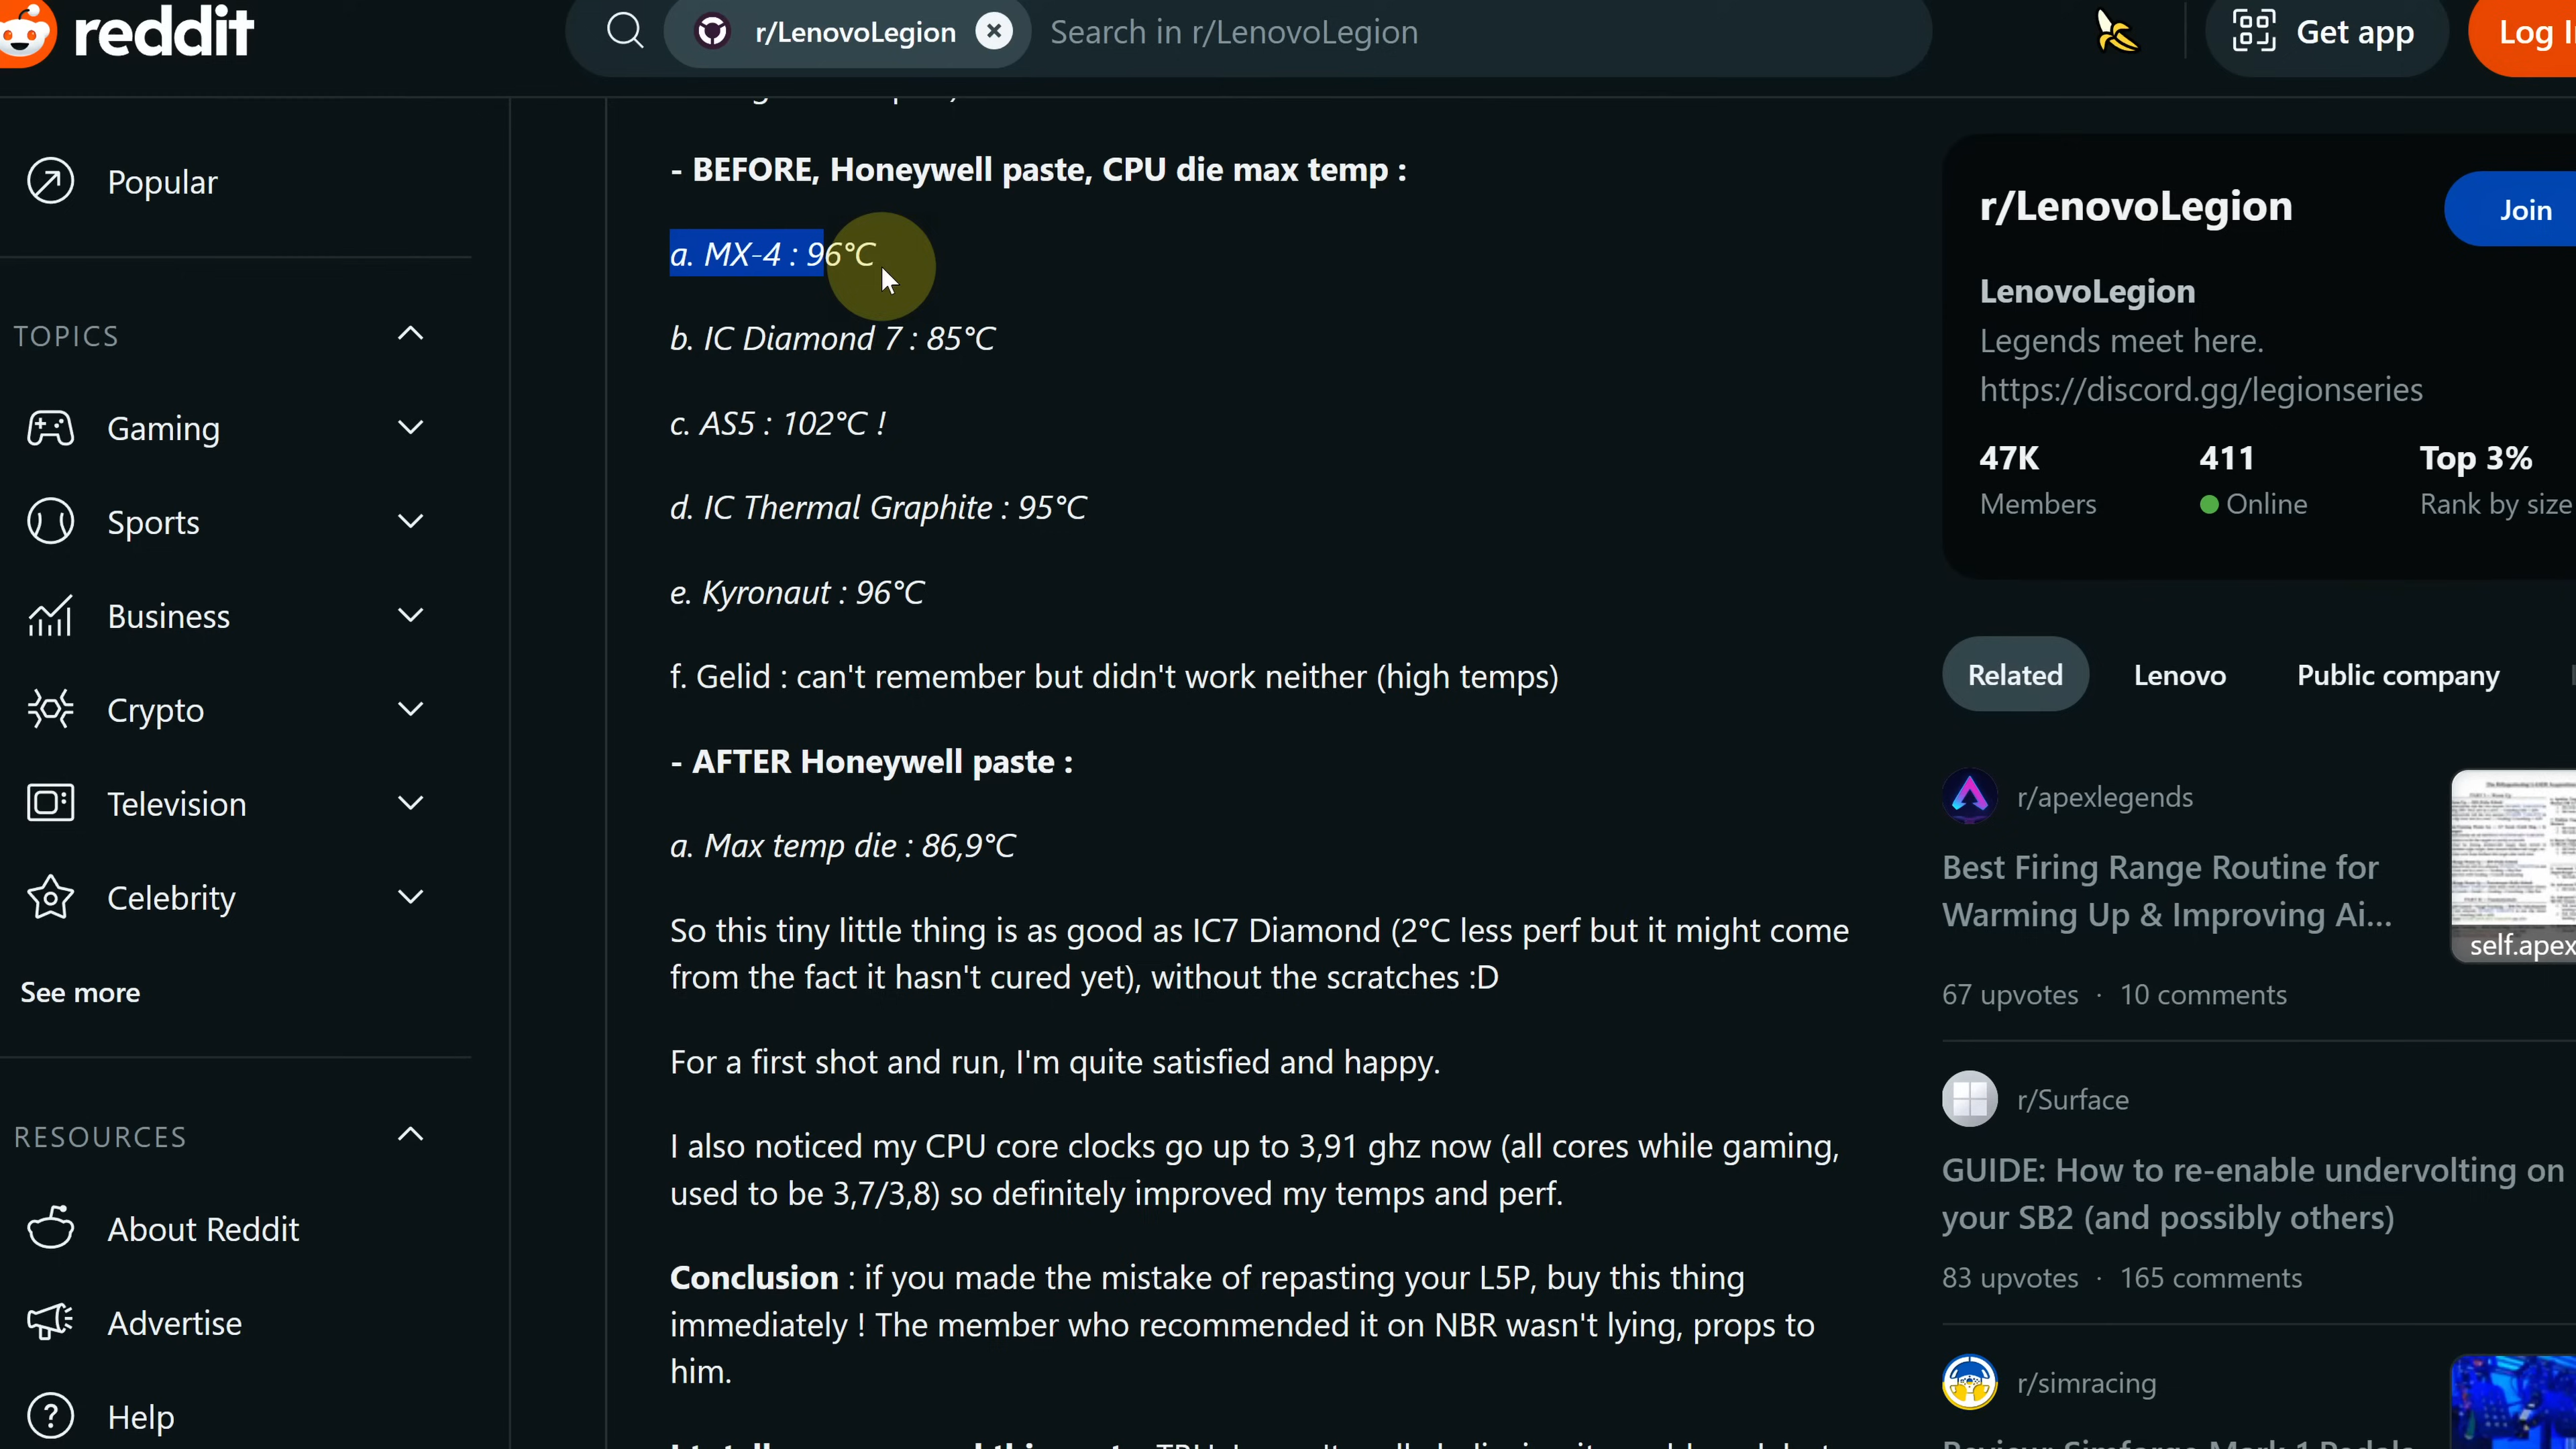 reddit
r/LenovoLegion
Search in r/LenovoLegion
Get app
Log
Popular
TOPICS
Gaming
Sports
Business
Crypto
Television
Celebrity
See more
RESOURCES
About Reddit
Advertise
Help
- BEFORE, Honeywell paste, CPU die max temp :
a. MX-4 : 96°C
b. IC Diamond 7 : 85°C
c. AS5 : 102°C !
d. IC Thermal Graphite : 95°C
e. Kyronaut : 96°C
f. Gelid : can't remember but didn't work neither (high temps)
- AFTER Honeywell paste :
a. Max temp die : 86,9°C
So this tiny little thing is as good as IC7 Diamond (2°C less perf but it might come
from the fact it hasn't cured yet), without the scratches :D
For a first shot and run, I'm quite satisfied and happy.
I also noticed my CPU core clocks go up to 3,91 ghz now (all cores while gaming,
used to be 3,7/3,8) so definitely improved my temps and perf.
Conclusion : if you made the mistake of repasting your L5P, buy this thing
immediately ! The member who recommended it on NBR wasn't lying, props to
him.
r/LenovoLegion
Join
LenovoLegion
Legends meet here.
https://discord.gg/legionseries
47K 411 Top 3%
Members Online Rank by size
Related Lenovo Public company
r/apexlegends
Best Firing Range Routine for
Warming Up & Improving Ai...
self.apex
67 upvotes · 10 comments
r/Surface
GUIDE: How to re-enable undervolting on
your SB2 (and possibly others)
83 upvotes · 165 comments
r/simracing